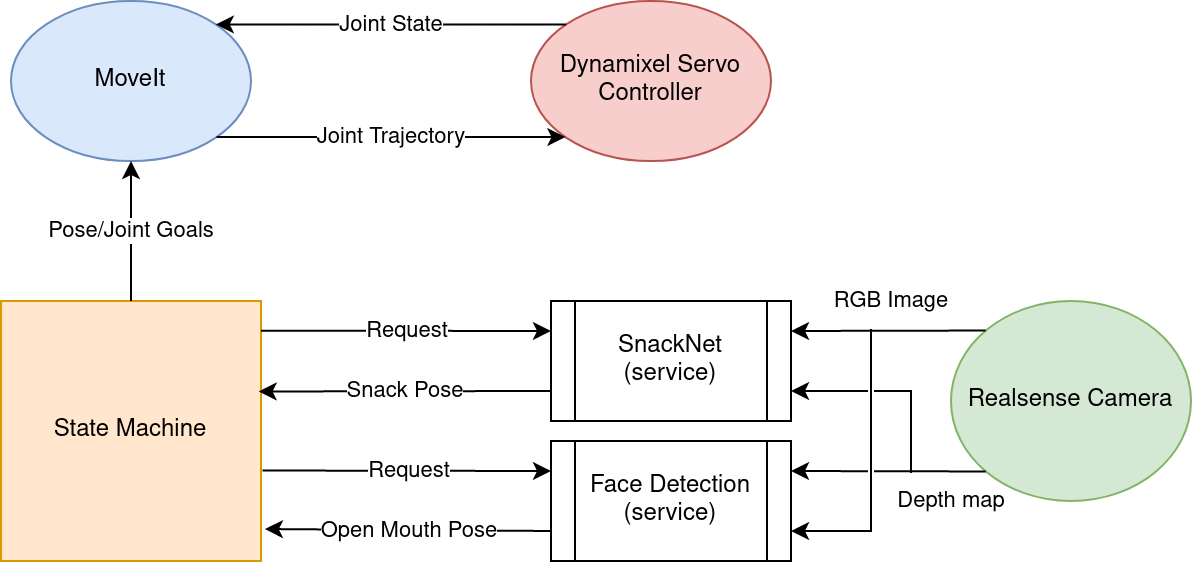 Joint State
MoveIt
Dynamixel Servo
Controller
Joint Trajectory
Pose/Joint Goals
RGB Image
Request
SnackNet
(service)
Snack Pose
Realsense Camera
State Machine
Request
Face Detection
(service)
Depth map
Open Mouth Pose